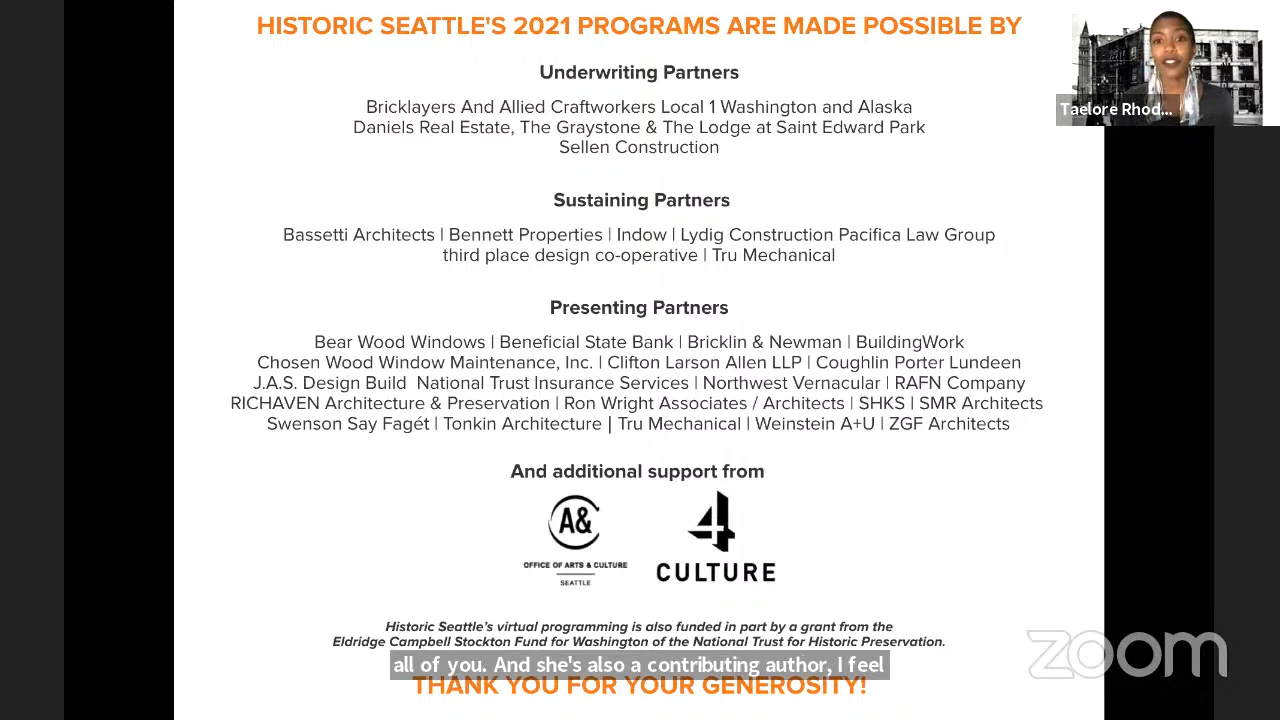 HISTORIC SEATTLE'S 2021 PROGRAMS ARE MADE POSSIBLE BY
Taelore Rhod...
Underwriting Partners
Bricklayers And Allied Craftworkers Local 1 Washington and Alaska
Daniels Real Estate, The Graystone & The Lodge at Saint Edward Park
Sellen Construction
Sustaining Partners
Bassetti Architects | Bennett Properties | Indow | Lydig Construction Pacifica Law Group
third place design co-operative | Tru Mechanical
Presenting Partners
Bear Wood Windows | Beneficial State Bank | Bricklin & Newman | BuildingWork
Chosen Wood Window Maintenance, Inc. | Clifton Larson Allen LLP | Coughlin Porter Lundeen
J.A.S. Design Build National Trust Insurance Services | Northwest Vernacular | RAFN Company
RICHAVEN Architecture & Preservation | Ron Wright Associates / Architects | SHKS | SMR Architects
Swenson Say Fagét | Tonkin Architecture | Tru Mechanical | Weinstein A+U | ZGF Architects
And additional support from
A&
OFFICE OF ARTS & CULTURE
SEATTLE
4
CULTURE
Historic Seattle's virtual programming is also funded in part by a grant from the
Eldridge Campbell Stockton Fund for Washington of the National Trust for Historic Preservation.
all of you. And she's also a contributing author, I feel
THANK YOU FOR YOUR GENEROSITY!
zoom